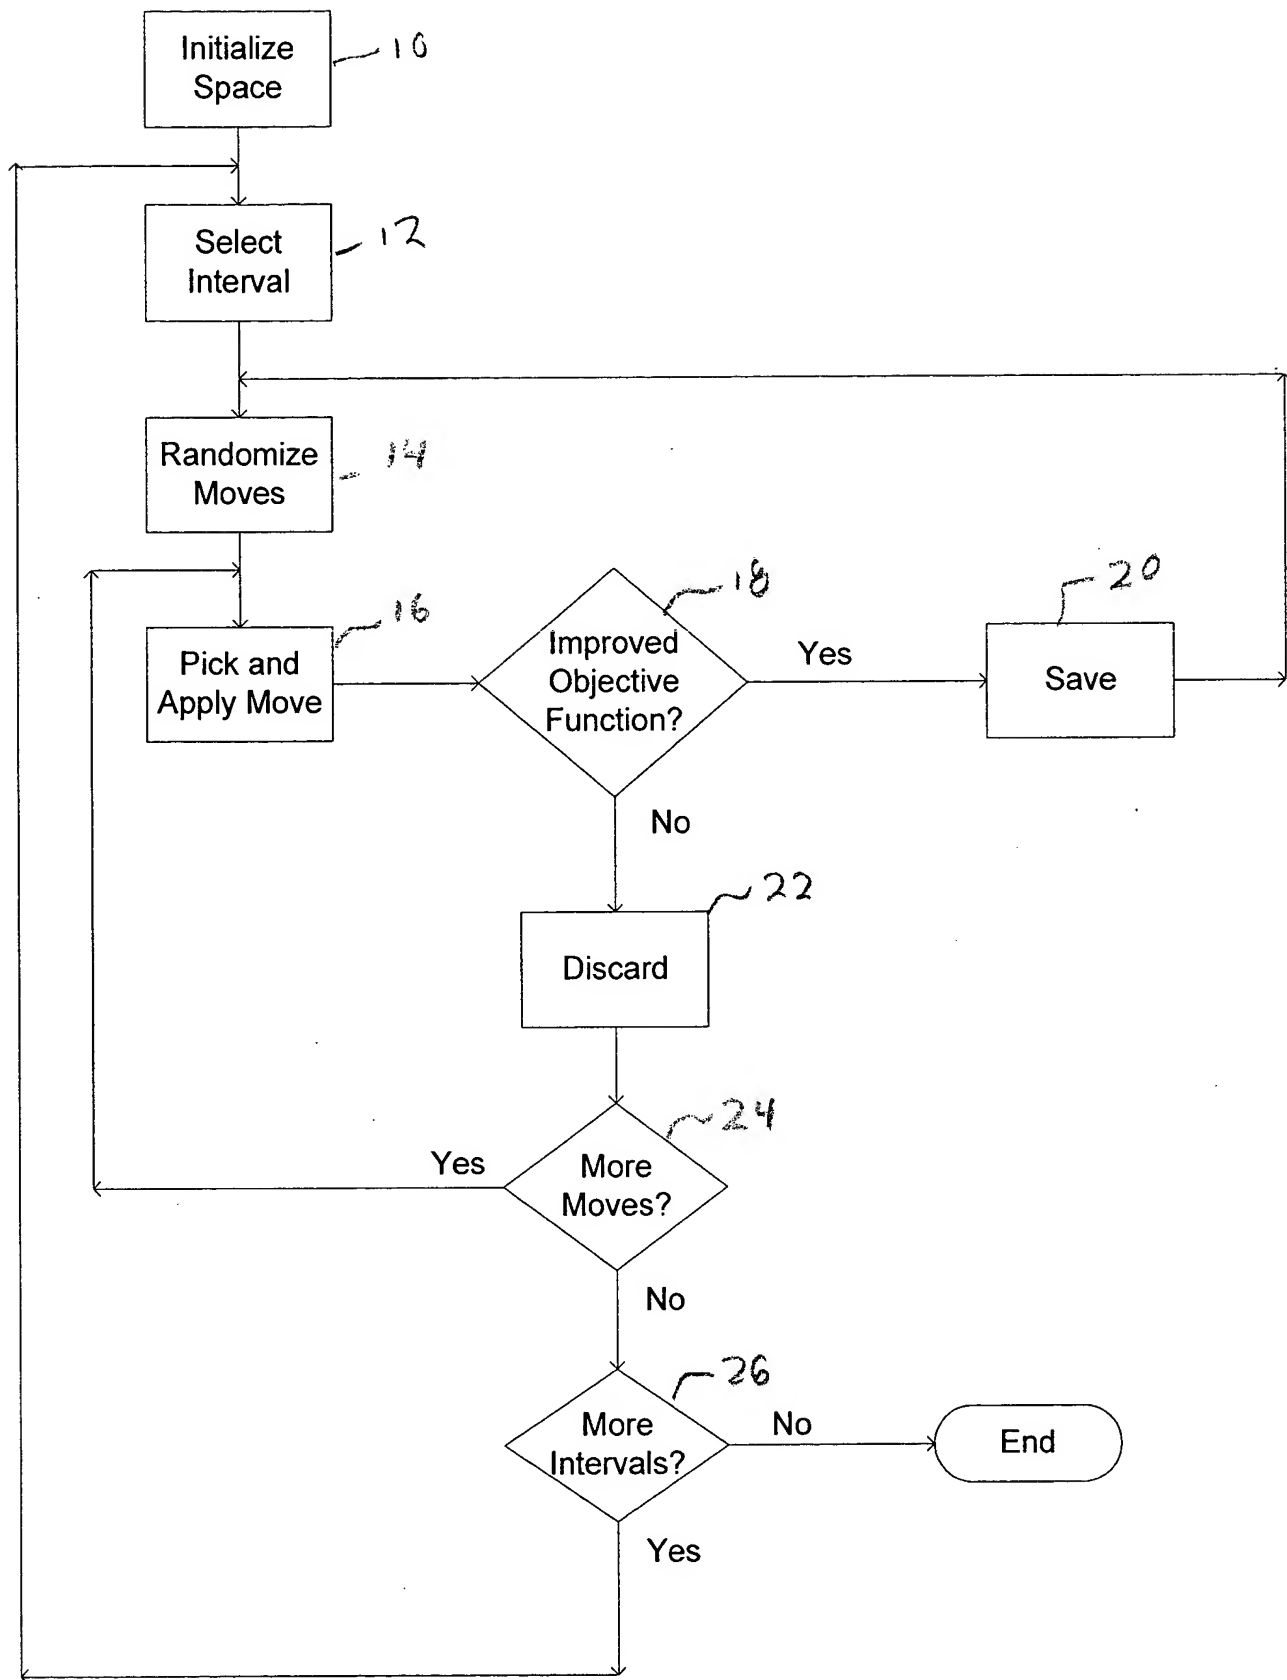 Initialize
Space
10
Select
Interval
12
Randomize
Moves
14
Pick and
Apply Move
16
Improved
Objective
Function?
18
Yes
Save
20
No
Discard
22
More
Moves?
24
Yes
No
More
Intervals?
26
No
End
Yes